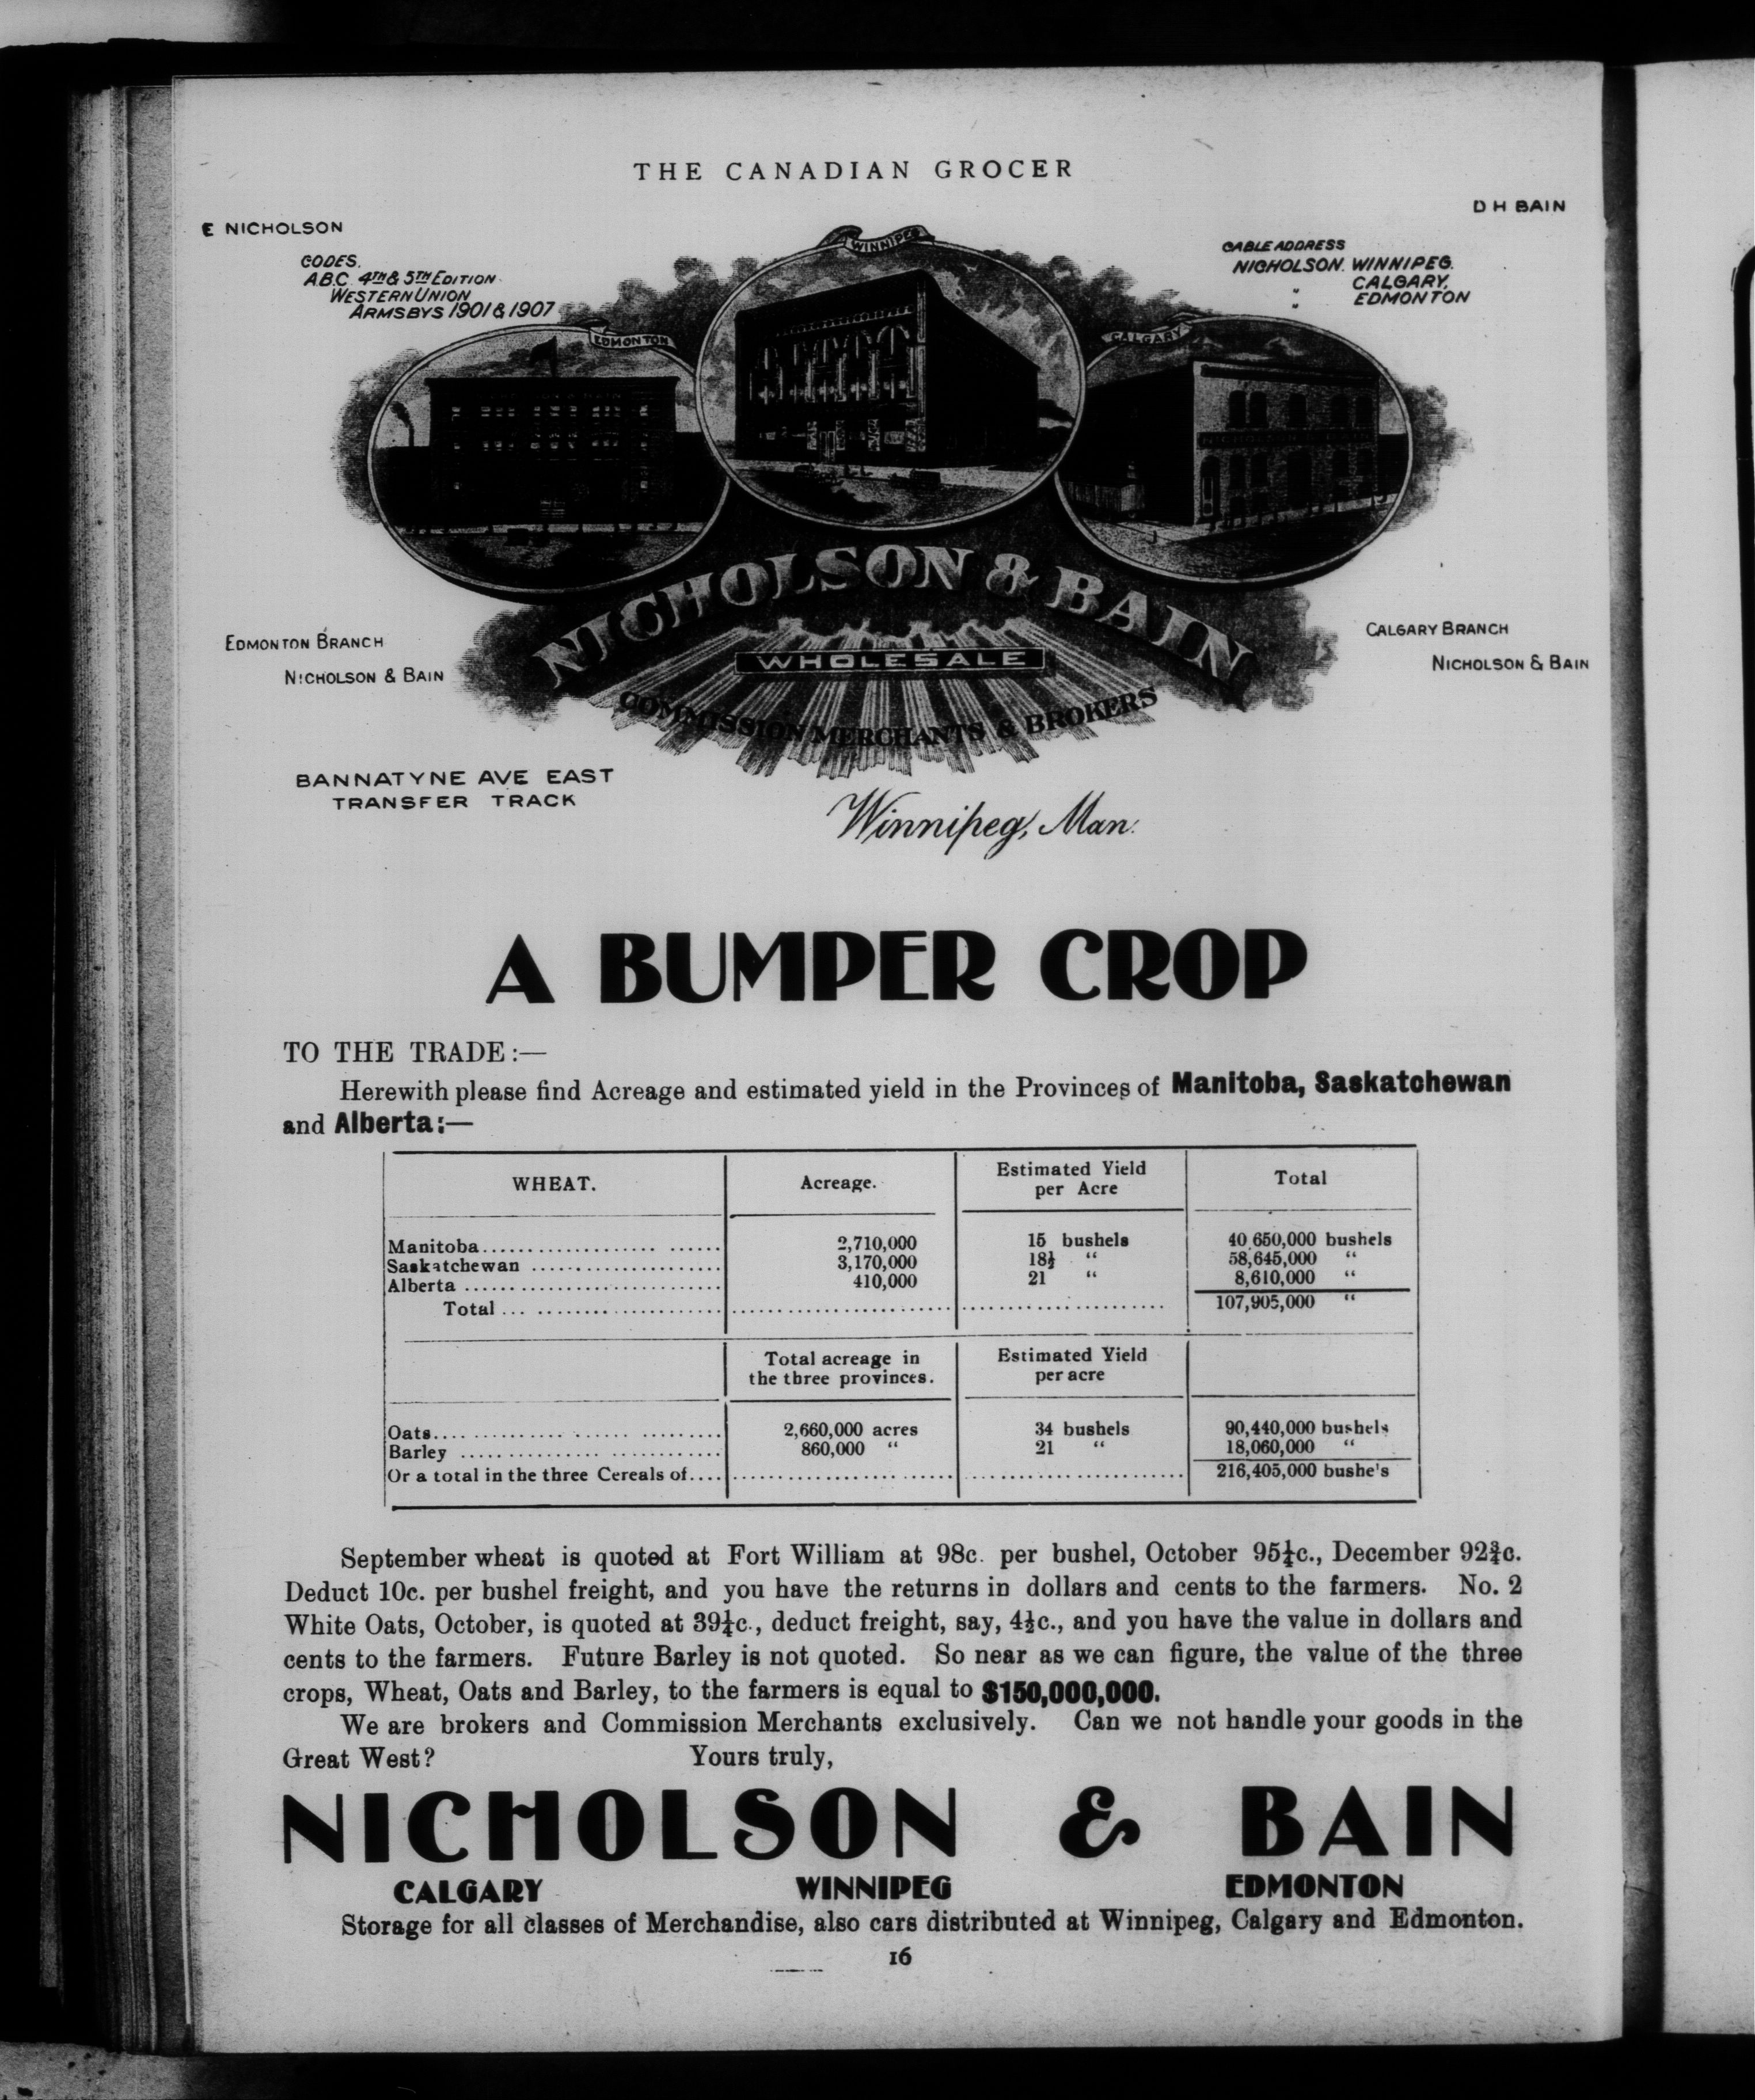 THE CANADIAN GROCER
E NICHOLSON
D H BAIN
CODES.
A.B.C. 4TH & 5TH EDITION
WESTERN UNION
ARMSBYS 1901 & 1907
CABLE ADDRESS
NICHOLSON. WINNIPEG.
" CALGARY.
" EDMONTON
WINNIPEG
EDMONTON
CALGARY
NICHOLSON & BAIN
WHOLESALE
COMMISSION MERCHANTS & BROKERS
EDMONTON BRANCH
NICHOLSON & BAIN
CALGARY BRANCH
NICHOLSON & BAIN
BANNATYNE AVE EAST
TRANSFER TRACK
Winnipeg, Man.
A BUMPER CROP
TO THE TRADE :—
Herewith please find Acreage and estimated yield in the Provinces of Manitoba, Saskatchewan
and Alberta:—
WHEAT. Acreage. Estimated Yield per Acre Total
Manitoba.................... ...... 2,710,000 15 bushels 40,650,000 bushels
Saskatchewan ...................... 3,170,000 18½ “ 58,645,000 “
Alberta .............................. 410,000 21 “ 8,610,000 “
Total ... ........................................................................ 107,905,000 “
Total acreage in the three provinces. Estimated Yield per acre
Oats.... ............. ...... ......... 2,660,000 acres 34 bushels 90,440,000 bushels
Barley ................ ............. 860,000 “ 21 “ 18,060,000 “
Or a total in the three Cereals of.................................................... 216,405,000 bushe's
September wheat is quoted at Fort William at 98c. per bushel, October 95¼c., December 92¾c.
Deduct 10c. per bushel freight, and you have the returns in dollars and cents to the farmers. No. 2
White Oats, October, is quoted at 39¼c., deduct freight, say, 4½c., and you have the value in dollars and
cents to the farmers. Future Barley is not quoted. So near as we can figure, the value of the three
crops, Wheat, Oats and Barley, to the farmers is equal to $150,000,000.
We are brokers and Commission Merchants exclusively. Can we not handle your goods in the
Great West? Yours truly,
NICHOLSON & BAIN
CALGARY WINNIPEG EDMONTON
Storage for all classes of Merchandise, also cars distributed at Winnipeg, Calgary and Edmonton.
16